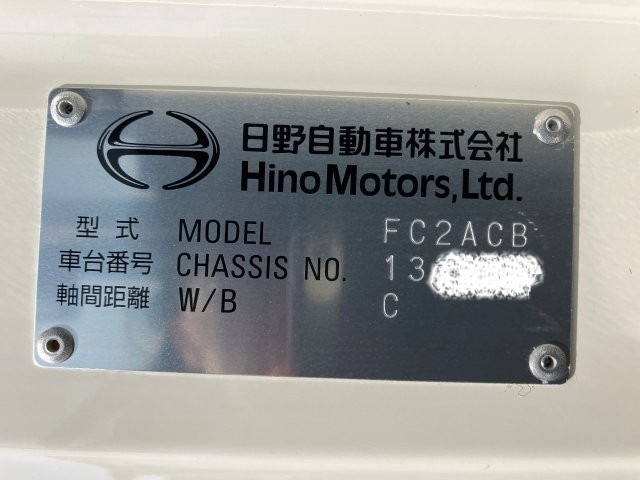 日野自動車株式会社
Hino Motors, Ltd.
型式 MODEL FC2ACB
車台番号 CHASSIS NO. 13
軸間距離 W/B C